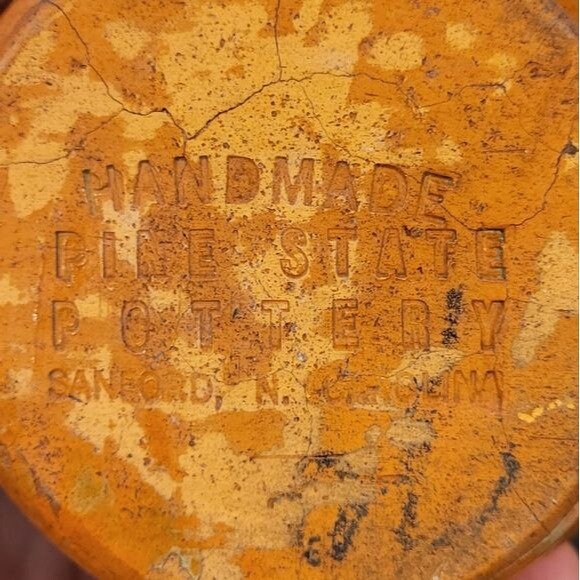 HANDMADE
PINE STATE
POTTERY
SANFORD, N. CAROLINA